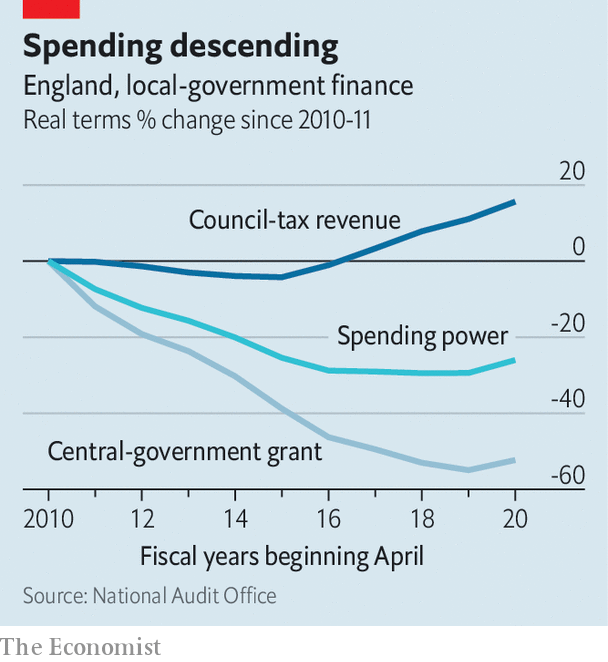 Spending descending
England, local-government finance
Real terms % change since 2010-11
20
Council-tax revenue
0
-20
Spending power
-40
Central-government grant
-60
2010 12 14 16 18 20
Fiscal years beginning April
Source: National Audit Office
The Economist